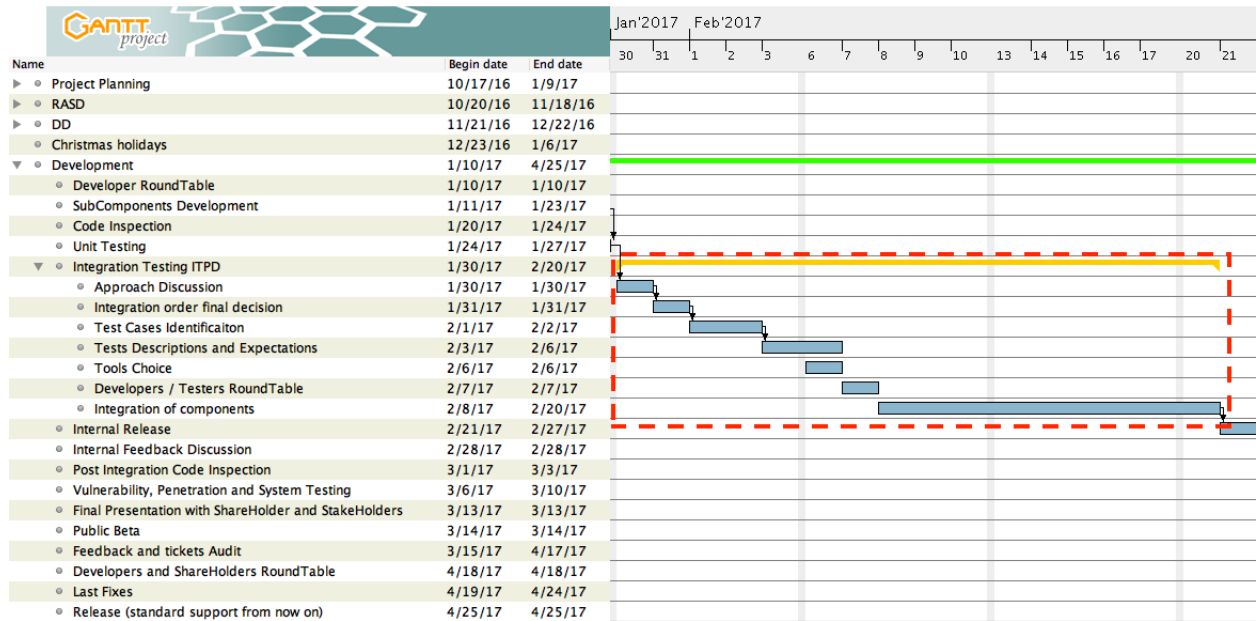 GANTT project
Jan'2017 Feb'2017
30 31 1 2 3 6 7 8 9 10 13 14 15 16 17 20 21
Name Begin date End date
Project Planning 10/17/16 1/9/17
RASD 10/20/16 11/18/16
DD 11/21/16 12/22/16
Christmas holidays 12/23/16 1/6/17
Development 1/10/17 4/25/17
Developer RoundTable 1/10/17 1/10/17
SubComponents Development 1/11/17 1/23/17
Code Inspection 1/20/17 1/24/17
Unit Testing 1/24/17 1/27/17
Integration Testing ITPD 1/30/17 2/20/17
Approach Discussion 1/30/17 1/30/17
Integration order final decision 1/31/17 1/31/17
Test Cases Identificaiton 2/1/17 2/2/17
Tests Descriptions and Expectations 2/3/17 2/6/17
Tools Choice 2/6/17 2/6/17
Developers / Testers RoundTable 2/7/17 2/7/17
Integration of components 2/8/17 2/20/17
Internal Release 2/21/17 2/27/17
Internal Feedback Discussion 2/28/17 2/28/17
Post Integration Code Inspection 3/1/17 3/3/17
Vulnerability, Penetration and System Testing 3/6/17 3/10/17
Final Presentation with ShareHolder and StakeHolders 3/13/17 3/13/17
Public Beta 3/14/17 3/14/17
Feedback and tickets Audit 3/15/17 4/17/17
Developers and ShareHolders RoundTable 4/18/17 4/18/17
Last Fixes 4/19/17 4/24/17
Release (standard support from now on) 4/25/17 4/25/17